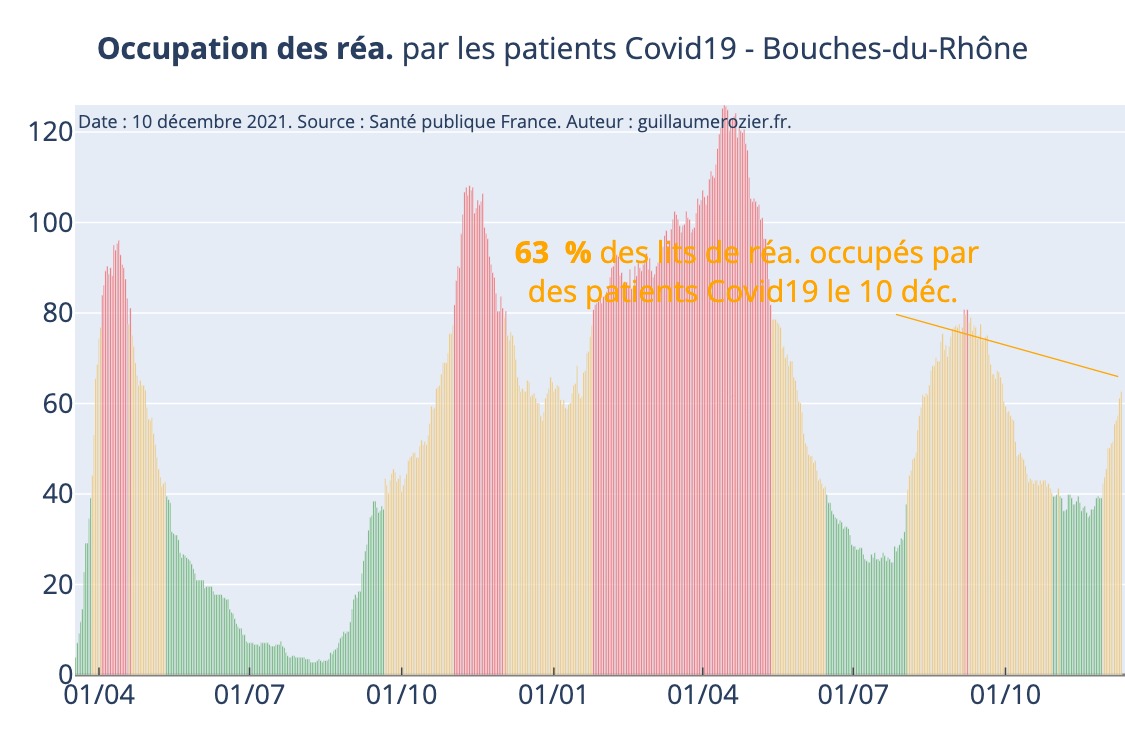 Occupation des réa. par les patients Covid19 - Bouches-du-Rhône
Date : 10 décembre 2021. Source : Santé publique France. Auteur : guillaumerozier.fr.
120
100
80
60
40
20
0
63 % des lits de réa. occupés par
des patients Covid19 le 10 déc.
01/04 01/07 01/10 01/01 01/04 01/07 01/10